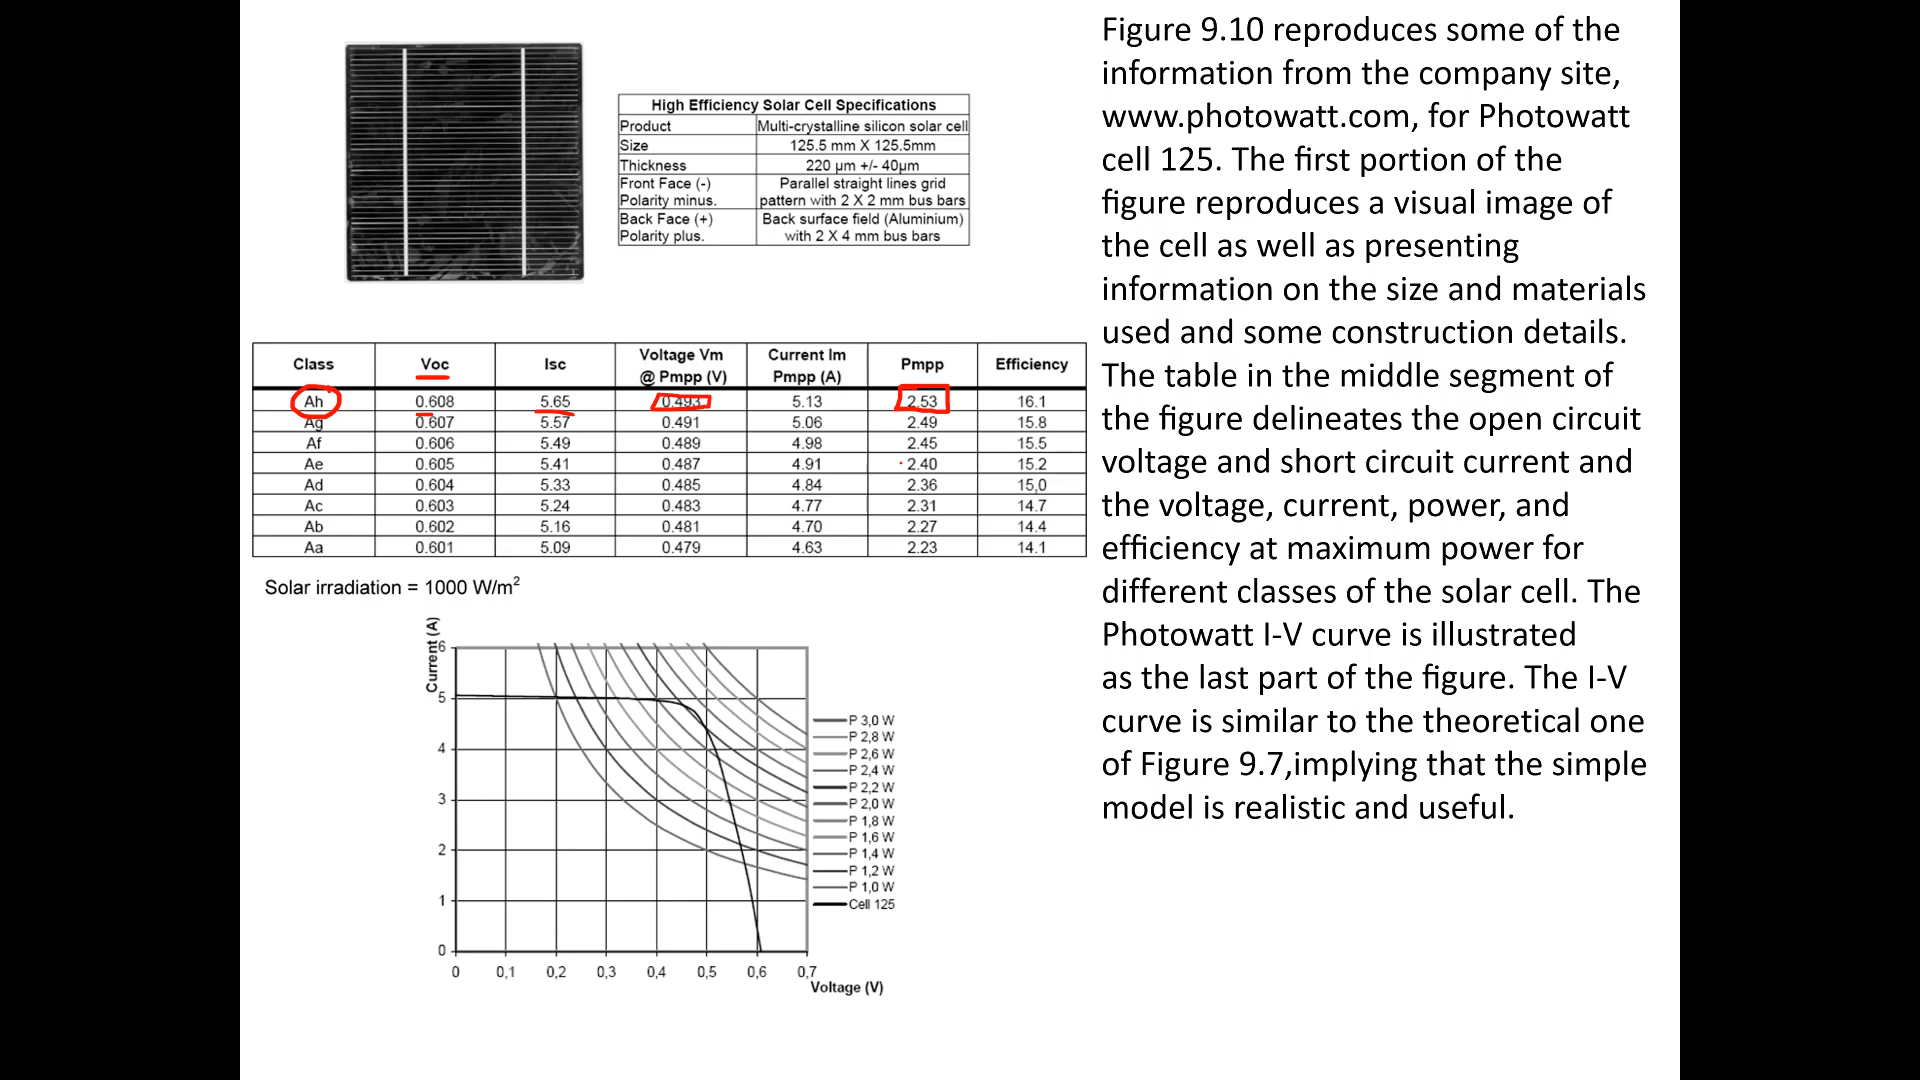 High Efficiency Solar Cell Specifications
Product Multi-crystalline silicon solar cell
Size 125.5 mm X 125.5mm
Thickness 220 µm +/- 40µm
Front Face (-) Parallel straight lines grid
Polarity minus. pattern with 2 X 2 mm bus bars
Back Face (+) Back surface field (Aluminium)
Polarity plus. with 2 X 4 mm bus bars
Class Voc Isc Voltage Vm @ Pmpp (V) Current Im Pmpp (A) Pmpp Efficiency
Ah 0.608 5.65 0.493 5.13 2.53 16.1
Ag 0.607 5.57 0.491 5.06 2.49 15.8
Af 0.606 5.49 0.489 4.98 2.45 15.5
Ae 0.605 5.41 0.487 4.91 2.40 15.2
Ad 0.604 5.33 0.485 4.84 2.36 15,0
Ac 0.603 5.24 0.483 4.77 2.31 14.7
Ab 0.602 5.16 0.481 4.70 2.27 14.4
Aa 0.601 5.09 0.479 4.63 2.23 14.1
Solar irradiation = 1000 W/m²
Current (A)
6
5
4
3
2
1
0
0 0,1 0,2 0,3 0,4 0,5 0,6 0,7
Voltage (V)
P 3,0 W
P 2,8 W
P 2,6 W
P 2,4 W
P 2,2 W
P 2,0 W
P 1,8 W
P 1,6 W
P 1,4 W
P 1,2 W
P 1,0 W
Cell 125
Figure 9.10 reproduces some of the
information from the company site,
www.photowatt.com, for Photowatt
cell 125. The first portion of the
figure reproduces a visual image of
the cell as well as presenting
information on the size and materials
used and some construction details.
The table in the middle segment of
the figure delineates the open circuit
voltage and short circuit current and
the voltage, current, power, and
efficiency at maximum power for
different classes of the solar cell. The
Photowatt I-V curve is illustrated
as the last part of the figure. The I-V
curve is similar to the theoretical one
of Figure 9.7,implying that the simple
model is realistic and useful.